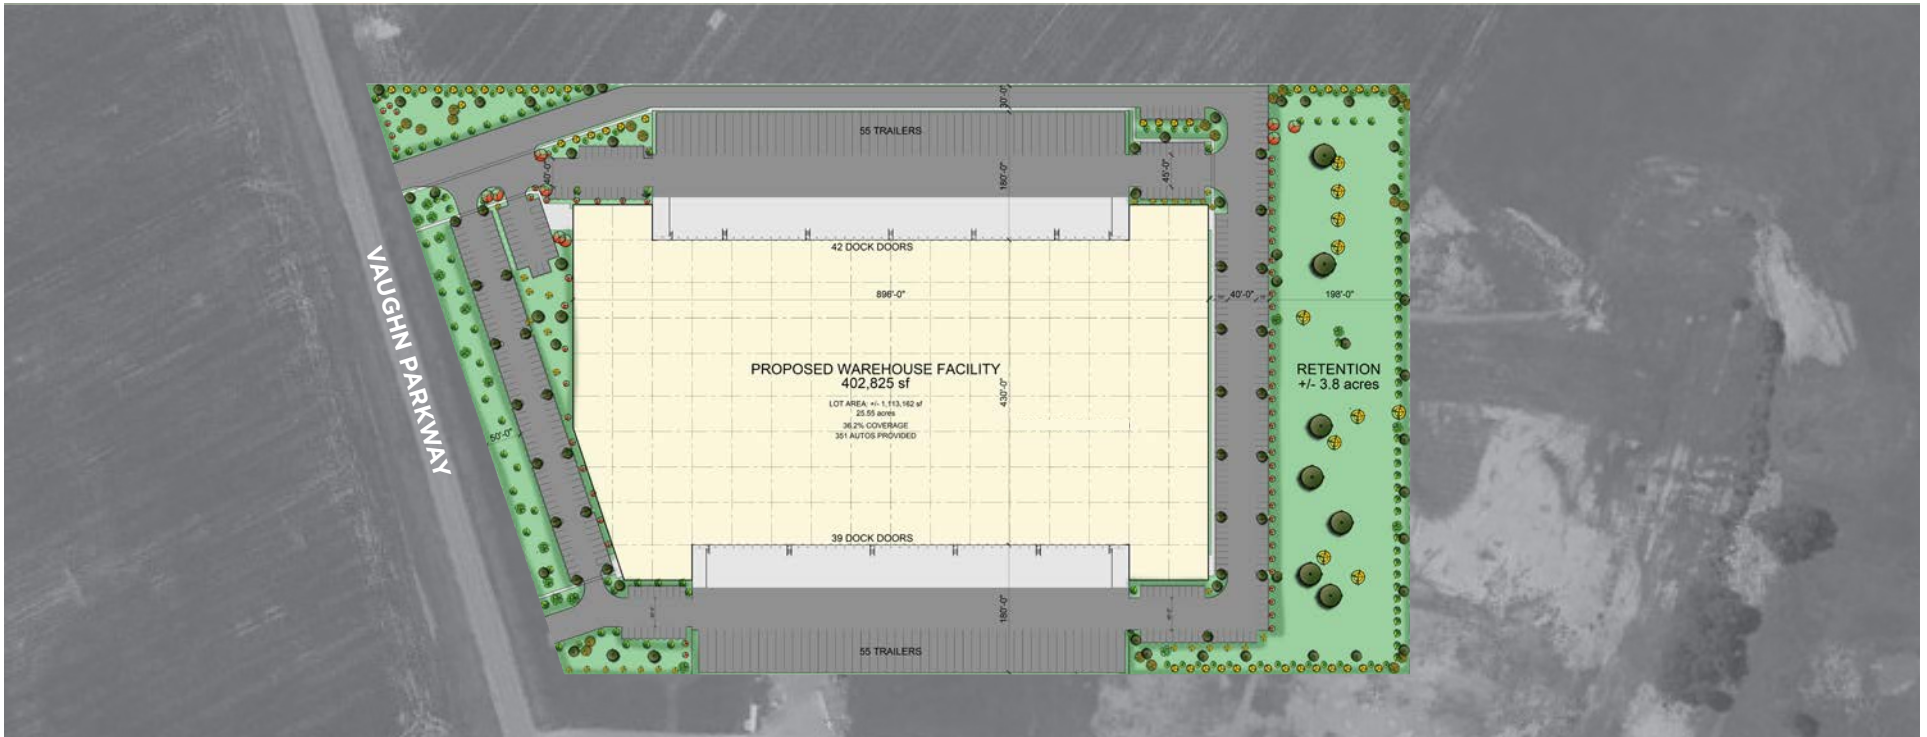 30'-0"
55 TRAILERS
40'-0"
180'-0"
45'-0"
42 DOCK DOORS
896'-0"
40'-0"
198'-0"
VAUGHN PARKWAY
PROPOSED WAREHOUSE FACILITY
402,825 sf
LOT AREA: +/- 1,113,162 sf
25.55 acres
36.2% COVERAGE
351 AUTOS PROVIDED
430'-0"
RETENTION
+/- 3.8 acres
50'-0"
39 DOCK DOORS
180'-0"
55 TRAILERS